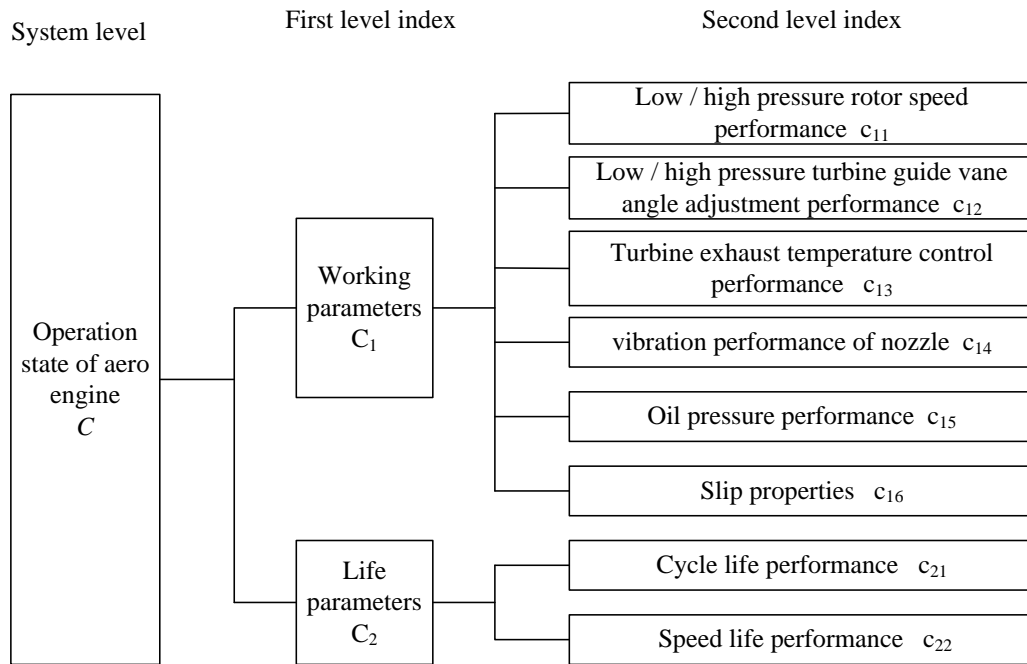 System level
First level index
Second level index
Operation
state of aero
engine
C
Working
parameters
C₁
Life
parameters
C₂
Low / high pressure rotor speed
performance c₁₁
Low / high pressure turbine guide vane
angle adjustment performance c₁₂
Turbine exhaust temperature control
performance c₁₃
vibration performance of nozzle c₁₄
Oil pressure performance c₁₅
Slip properties c₁₆
Cycle life performance c₂₁
Speed life performance c₂₂